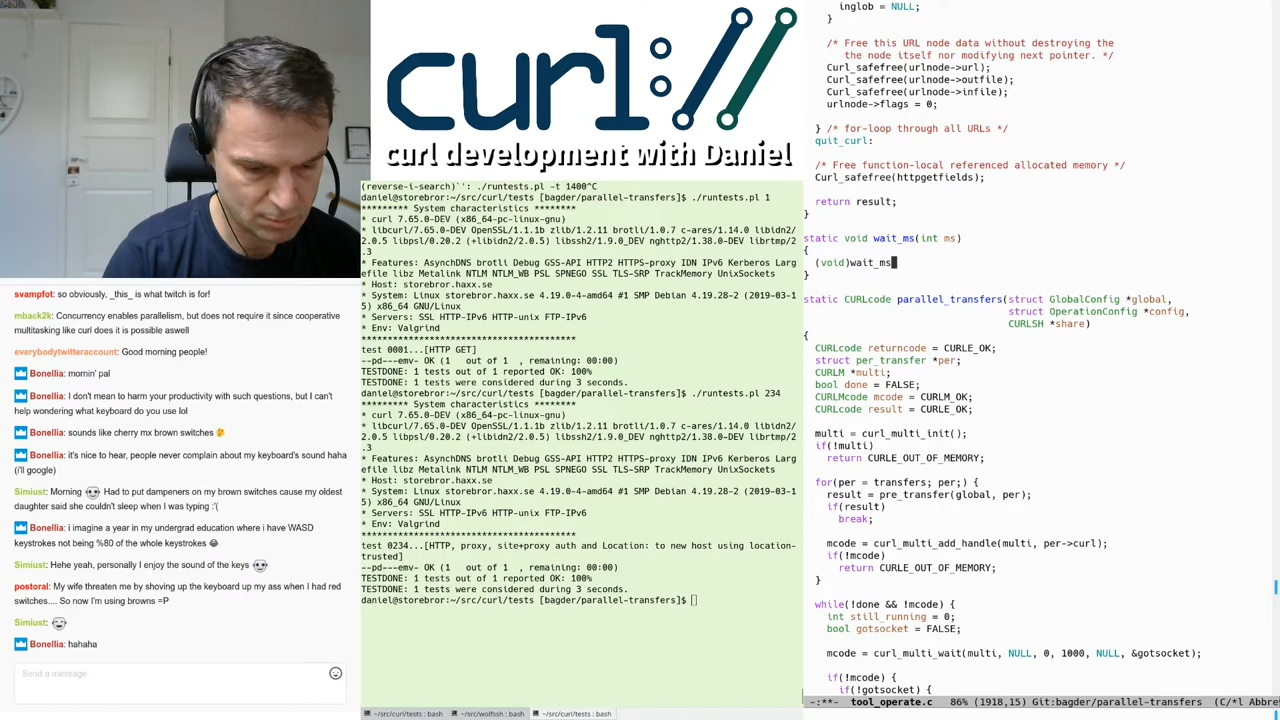 svampfot: so obviously, _this_ is what twitch is for!
mback2k: Concurrency enables parallelism, but does not require it since cooperative
multitasking like curl does it is possible aswell
everybodytwitteraccount: Good morning people!
Bonellia: mornin' pal
Bonellia: I don't mean to harm your productivity with such questions, but I can't
help wondering what keyboard do you use lol
Bonellia: sounds like cherry mx brown switches 🤔
Bonellia: it's nice to hear, people never complain about my keyboard's sound haha
(i'll google)
Simiust: Morning Had to put dampeners on my brown switches cause my oldest
daughter said she couldn't sleep when I was typing :'(
Bonellia: i imagine a year in my undergrad education where i have WASD
keystrokes not being %80 of the whole keystrokes 😂
Simiust: Hehe yeah, personally I enjoy the sound of the keys
postoral: My wife threaten me by shoving up the keyboard up my ass when I had red
switches.... So now I'm using browns =P
Simiust:
Bonellia: hahaha
Send a message
curl://
curl development with Daniel
(reverse-i-search)`': ./runtests.pl -t 1400^C
daniel@storebror:~/src/curl/tests [bagder/parallel-transfers]$ ./runtests.pl 1
********* System characteristics ********
* curl 7.65.0-DEV (x86_64-pc-linux-gnu)
* libcurl/7.65.0-DEV OpenSSL/1.1.1b zlib/1.2.11 brotli/1.0.7 c-ares/1.14.0 libidn2/
2.0.5 libpsl/0.20.2 (+libidn2/2.0.5) libssh2/1.9.0_DEV nghttp2/1.38.0-DEV librtmp/2
.3
* Features: AsynchDNS brotli Debug GSS-API HTTP2 HTTPS-proxy IDN IPv6 Kerberos Larg
efile libz Metalink NTLM NTLM_WB PSL SPNEGO SSL TLS-SRP TrackMemory UnixSockets
* Host: storebror.haxx.se
* System: Linux storebror.haxx.se 4.19.0-4-amd64 #1 SMP Debian 4.19.28-2 (2019-03-1
5) x86_64 GNU/Linux
* Servers: SSL HTTP-IPv6 HTTP-unix FTP-IPv6
* Env: Valgrind
*****************************************
test 0001...[HTTP GET]
--pd---emv- OK (1   out of 1  , remaining: 00:00)
TESTDONE: 1 tests out of 1 reported OK: 100%
TESTDONE: 1 tests were considered during 3 seconds.
daniel@storebror:~/src/curl/tests [bagder/parallel-transfers]$ ./runtests.pl 234
********* System characteristics ********
* curl 7.65.0-DEV (x86_64-pc-linux-gnu)
* libcurl/7.65.0-DEV OpenSSL/1.1.1b zlib/1.2.11 brotli/1.0.7 c-ares/1.14.0 libidn2/
2.0.5 libpsl/0.20.2 (+libidn2/2.0.5) libssh2/1.9.0_DEV nghttp2/1.38.0-DEV librtmp/2
.3
* Features: AsynchDNS brotli Debug GSS-API HTTP2 HTTPS-proxy IDN IPv6 Kerberos Larg
efile libz Metalink NTLM NTLM_WB PSL SPNEGO SSL TLS-SRP TrackMemory UnixSockets
* Host: storebror.haxx.se
* System: Linux storebror.haxx.se 4.19.0-4-amd64 #1 SMP Debian 4.19.28-2 (2019-03-1
5) x86_64 GNU/Linux
* Servers: SSL HTTP-IPv6 HTTP-unix FTP-IPv6
* Env: Valgrind
*****************************************
test 0234...[HTTP, proxy, site+proxy auth and Location: to new host using location-
trusted]
--pd---emv- OK (1   out of 1  , remaining: 00:00)
TESTDONE: 1 tests out of 1 reported OK: 100%
TESTDONE: 1 tests were considered during 3 seconds.
daniel@storebror:~/src/curl/tests [bagder/parallel-transfers]$
~/src/curl/tests : bash
~/src/wolfssh : bash
~/src/curl/tests : bash
inglob = NULL;
}
/* Free this URL node data without destroying the
the node itself nor modifying next pointer. */
Curl_safefree(urlnode->url);
Curl_safefree(urlnode->outfile);
Curl_safefree(urlnode->infile);
urlnode->flags = 0;
} /* for-loop through all URLs */
quit_curl:
/* Free function-local referenced allocated memory */
Curl_safefree(httpgetfields);
return result;
}
static void wait_ms(int ms)
{
(void)wait_ms
}
static CURLcode parallel_transfers(struct GlobalConfig *global,
struct OperationConfig *config,
CURLSH *share)
{
CURLcode returncode = CURLE_OK;
struct per_transfer *per;
CURLM *multi;
bool done = FALSE;
CURLMcode mcode = CURLM_OK;
CURLcode result = CURLE_OK;
multi = curl_multi_init();
if(!multi)
return CURLE_OUT_OF_MEMORY;
for(per = transfers; per;) {
result = pre_transfer(global, per);
if(result)
break;
mcode = curl_multi_add_handle(multi, per->curl);
if(!mcode)
return CURLE_OUT_OF_MEMORY;
}
while(!done && !mcode) {
int still_running = 0;
bool gotsocket = FALSE;
mcode = curl_multi_wait(multi, NULL, 0, 1000, NULL, &gotsocket);
if(!mcode) {
if(!gotsocket) {
-:**-  tool_operate.c   86% (1918,15)  Git:bagder/parallel-transfers  (C/*l Abbre